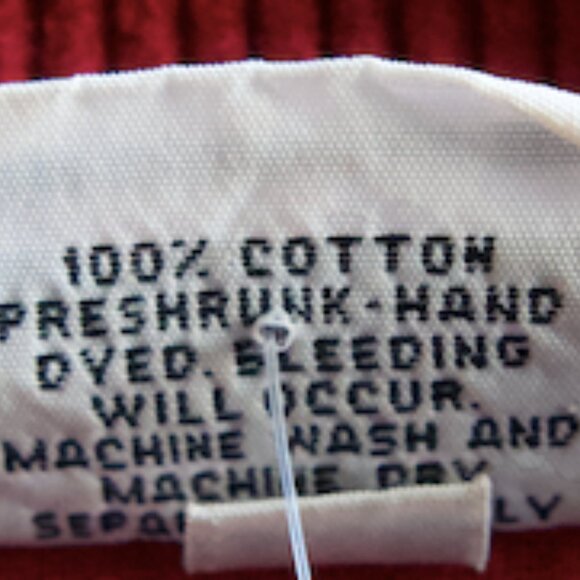 100% COTTON
PRESHRUNK-HAND
DYED. BLEEDING
WILL OCCUR.
MACHINE WASH AND
MACHINE DRY